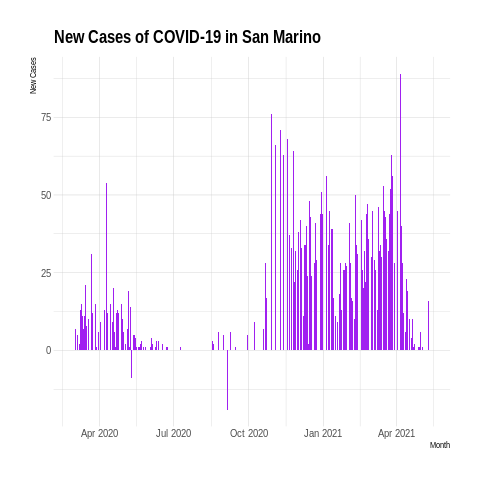 New Cases of COVID-19 in San Marino
New Cases
75
50
25
0
Apr 2020 Jul 2020 Oct 2020 Jan 2021 Apr 2021
Month